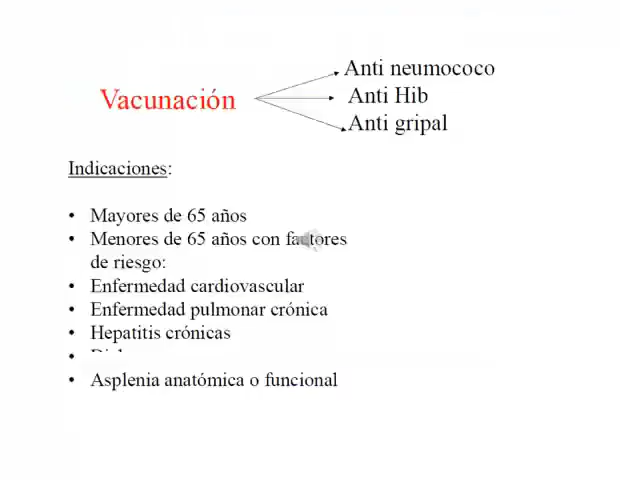 Vacunación
Anti neumococo
Anti Hib
Anti gripal
Indicaciones:
• Mayores de 65 años
• Menores de 65 años con factores
de riesgo:
• Enfermedad cardiovascular
• Enfermedad pulmonar crónica
• Hepatitis crónicas
•
• Asplenia anatómica o funcional